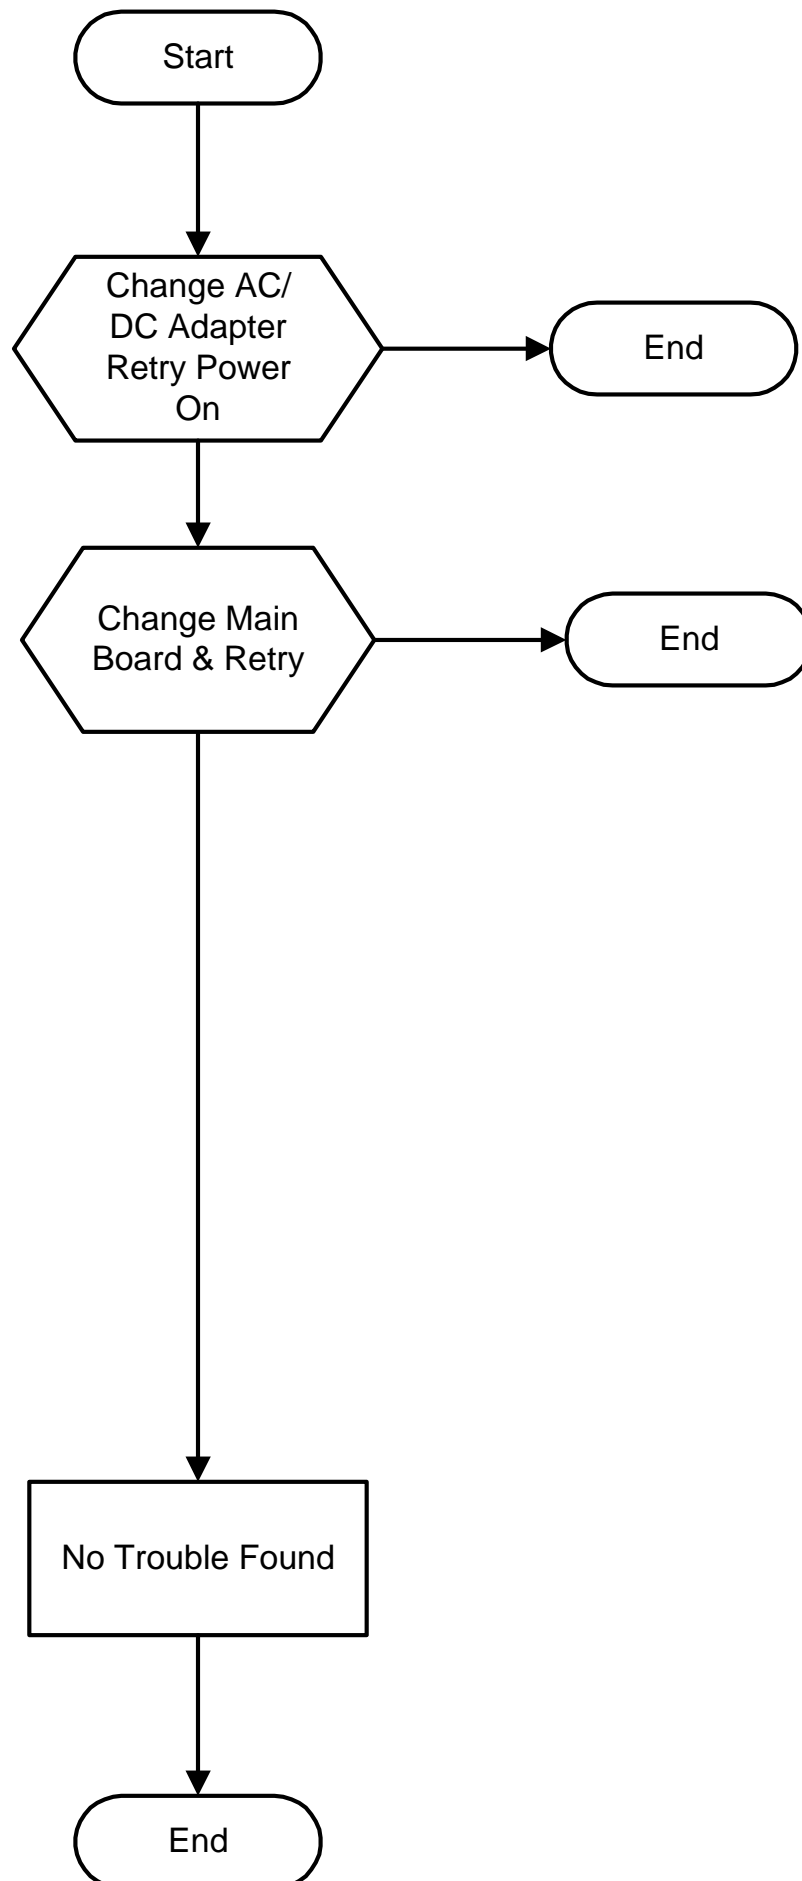 Start
Change AC/
DC Adapter
Retry Power
On
End
Change Main
Board & Retry
End
No Trouble Found
End